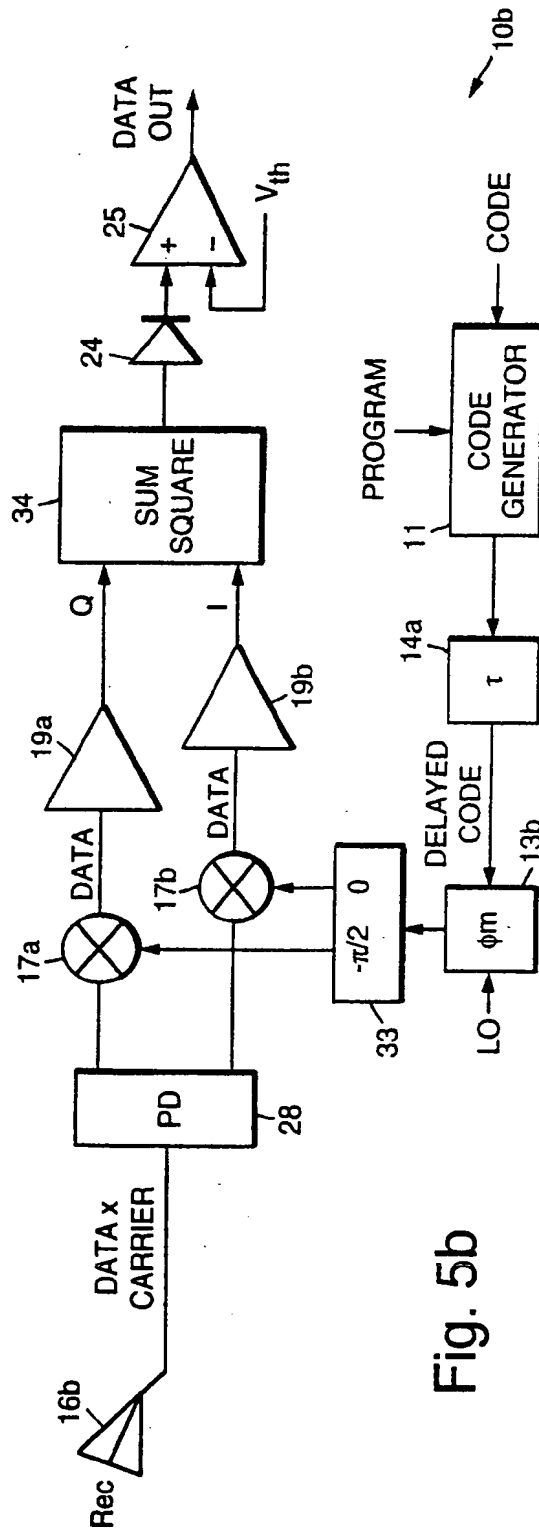 Rec
16b
DATA x
CARRIER
PD
28
17a
DATA
19a
Q
17b
DATA
19b
I
34
SUM
SQUARE
24
25
+
-
DATA
OUT
Vth
-π/2
0
33
LO
φm
13b
DELAYED
CODE
τ
14a
PROGRAM
CODE
GENERATOR
11
CODE
10b
Fig. 5b